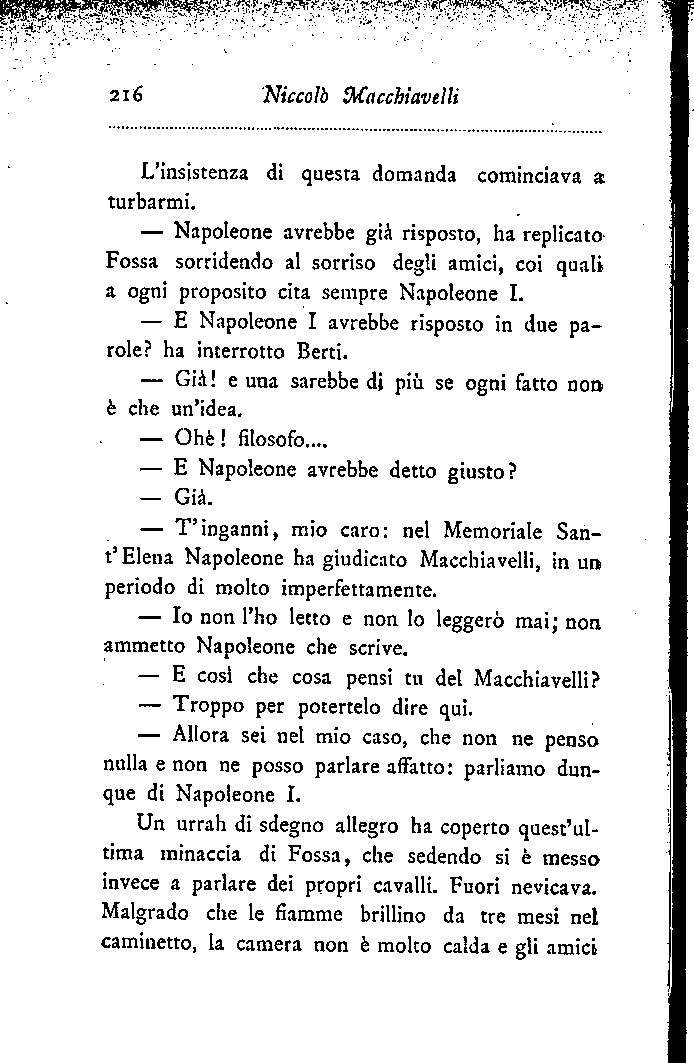 216 Niccolò Macchiavelli
L'insistenza di questa domanda cominciava a
turbarmi.
— Napoleone avrebbe già risposto, ha replicato
Fossa sorridendo al sorriso degli amici, coi quali
a ogni proposito cita sempre Napoleone I.
— E Napoleone I avrebbe risposto in due pa-
role? ha interrotto Berti.
— Già! e una sarebbe di più se ogni fatto non
è che un'idea.
— Ohè! filosofo....
— E Napoleone avrebbe detto giusto?
— Già.
— T'inganni, mio caro: nel Memoriale San-
t'Elena Napoleone ha giudicato Macchiavelli, in un
periodo di molto imperfettamente.
— Io non l'ho letto e non lo leggerò mai; non
ammetto Napoleone che scrive.
— E così che cosa pensi tu del Macchiavelli?
— Troppo per potertelo dire qui.
— Allora sei nel mio caso, che non ne penso
nulla e non ne posso parlare affatto: parliamo dun-
que di Napoleone I.
Un urrah di sdegno allegro ha coperto quest'ul-
tima minaccia di Fossa, che sedendo si è messo
invece a parlare dei propri cavalli. Fuori nevicava.
Malgrado che le fiamme brillino da tre mesi nel
caminetto, la camera non è molto calda e gli amici